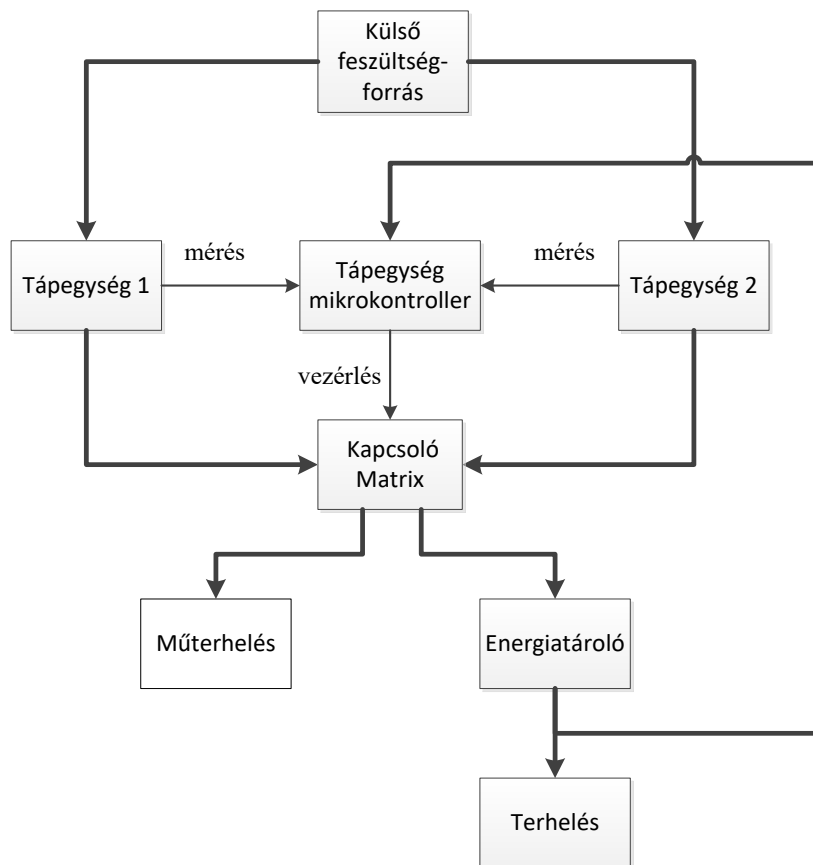 Külső
feszültség-
forrás
Tápegység 1
mérés
Tápegység
mikrokontroller
mérés
Tápegység 2
vezérlés
Kapcsoló
Matrix
Műterhelés
Energiatároló
Terhelés